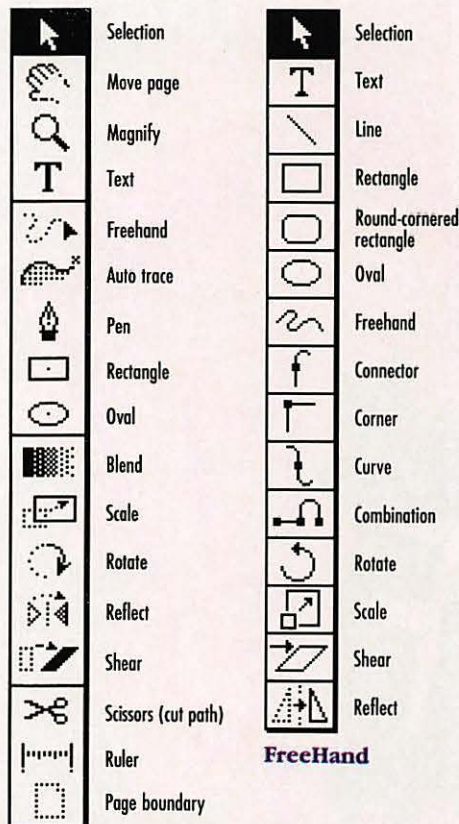 Selection
Move page
Magnify
T
Text
Freehand
Auto trace
Pen
Rectangle
Oval
Blend
Scale
Rotate
Reflect
Shear
Scissors (cut path)
Ruler
Page boundary
Selection
T
Text
Line
Rectangle
Round-cornered
rectangle
Oval
Freehand
Connector
Corner
Curve
Combination
Rotate
Scale
Shear
Reflect
FreeHand